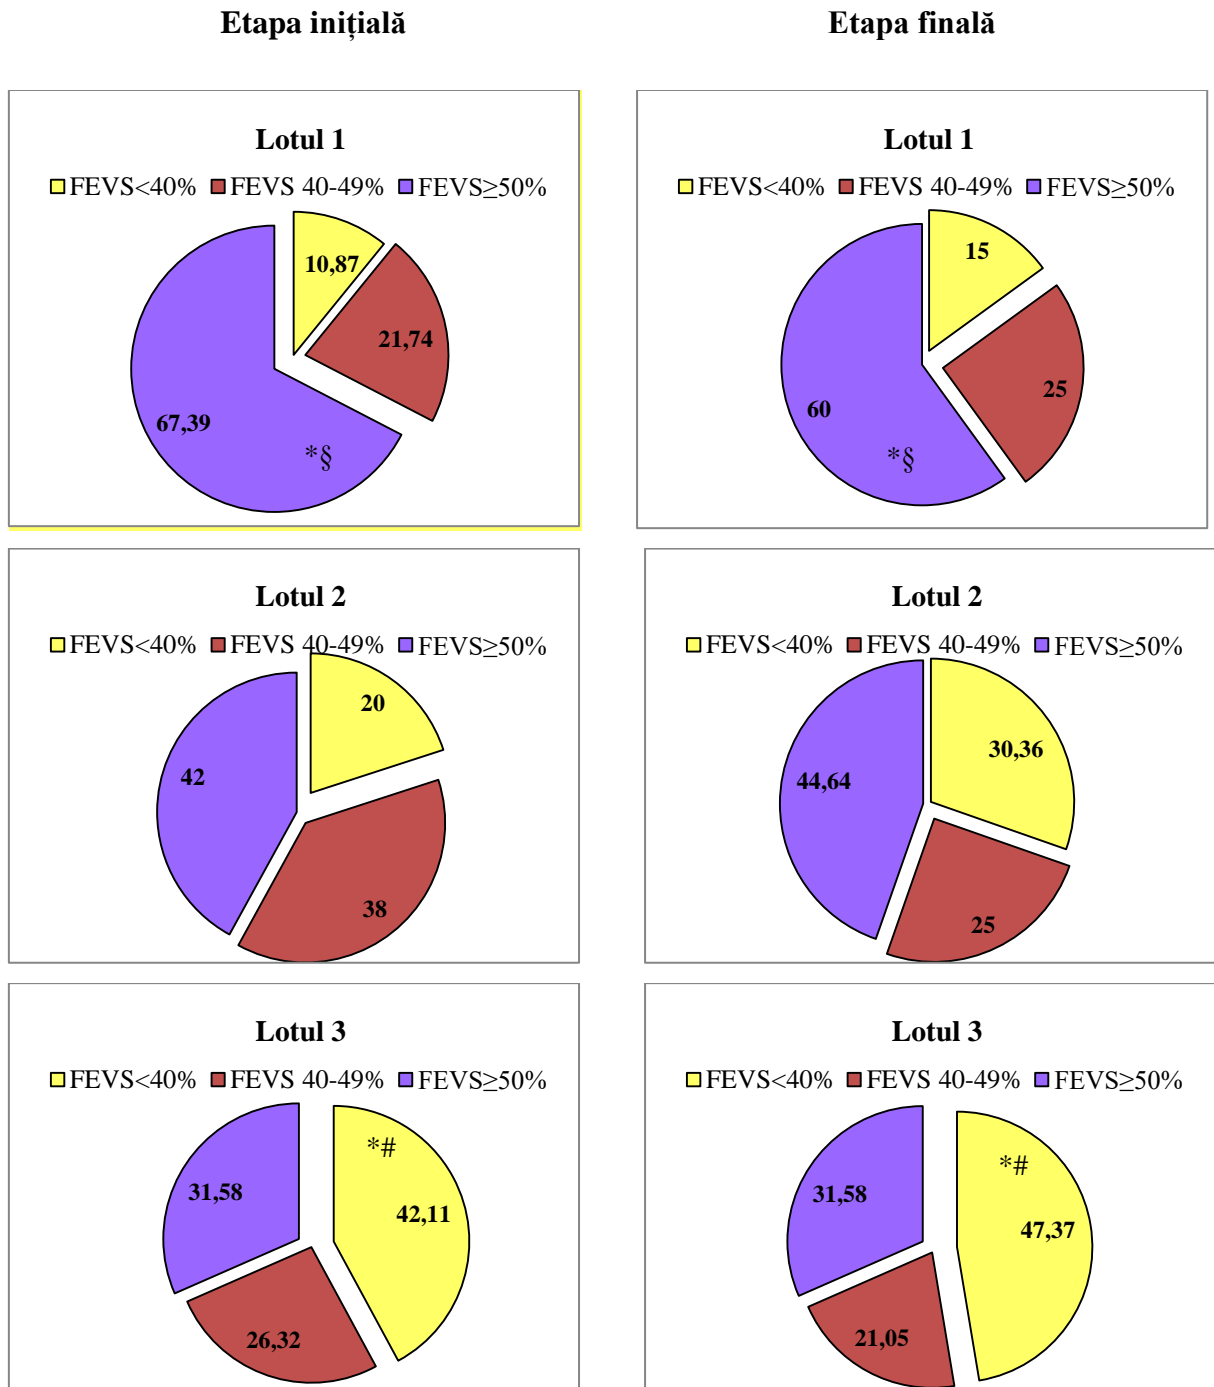 Etapa inițială
Etapa finală
Lotul 1
FEVS<40% FEVS 40-49% FEVS≥50%
10,87
21,74
67,39
*§
Lotul 1
FEVS<40% FEVS 40-49% FEVS≥50%
15
25
60
*§
Lotul 2
FEVS<40% FEVS 40-49% FEVS≥50%
20
42
38
Lotul 2
FEVS<40% FEVS 40-49% FEVS≥50%
30,36
44,64
25
Lotul 3
FEVS<40% FEVS 40-49% FEVS≥50%
*#
31,58
42,11
26,32
Lotul 3
FEVS<40% FEVS 40-49% FEVS≥50%
*#
31,58
47,37
21,05